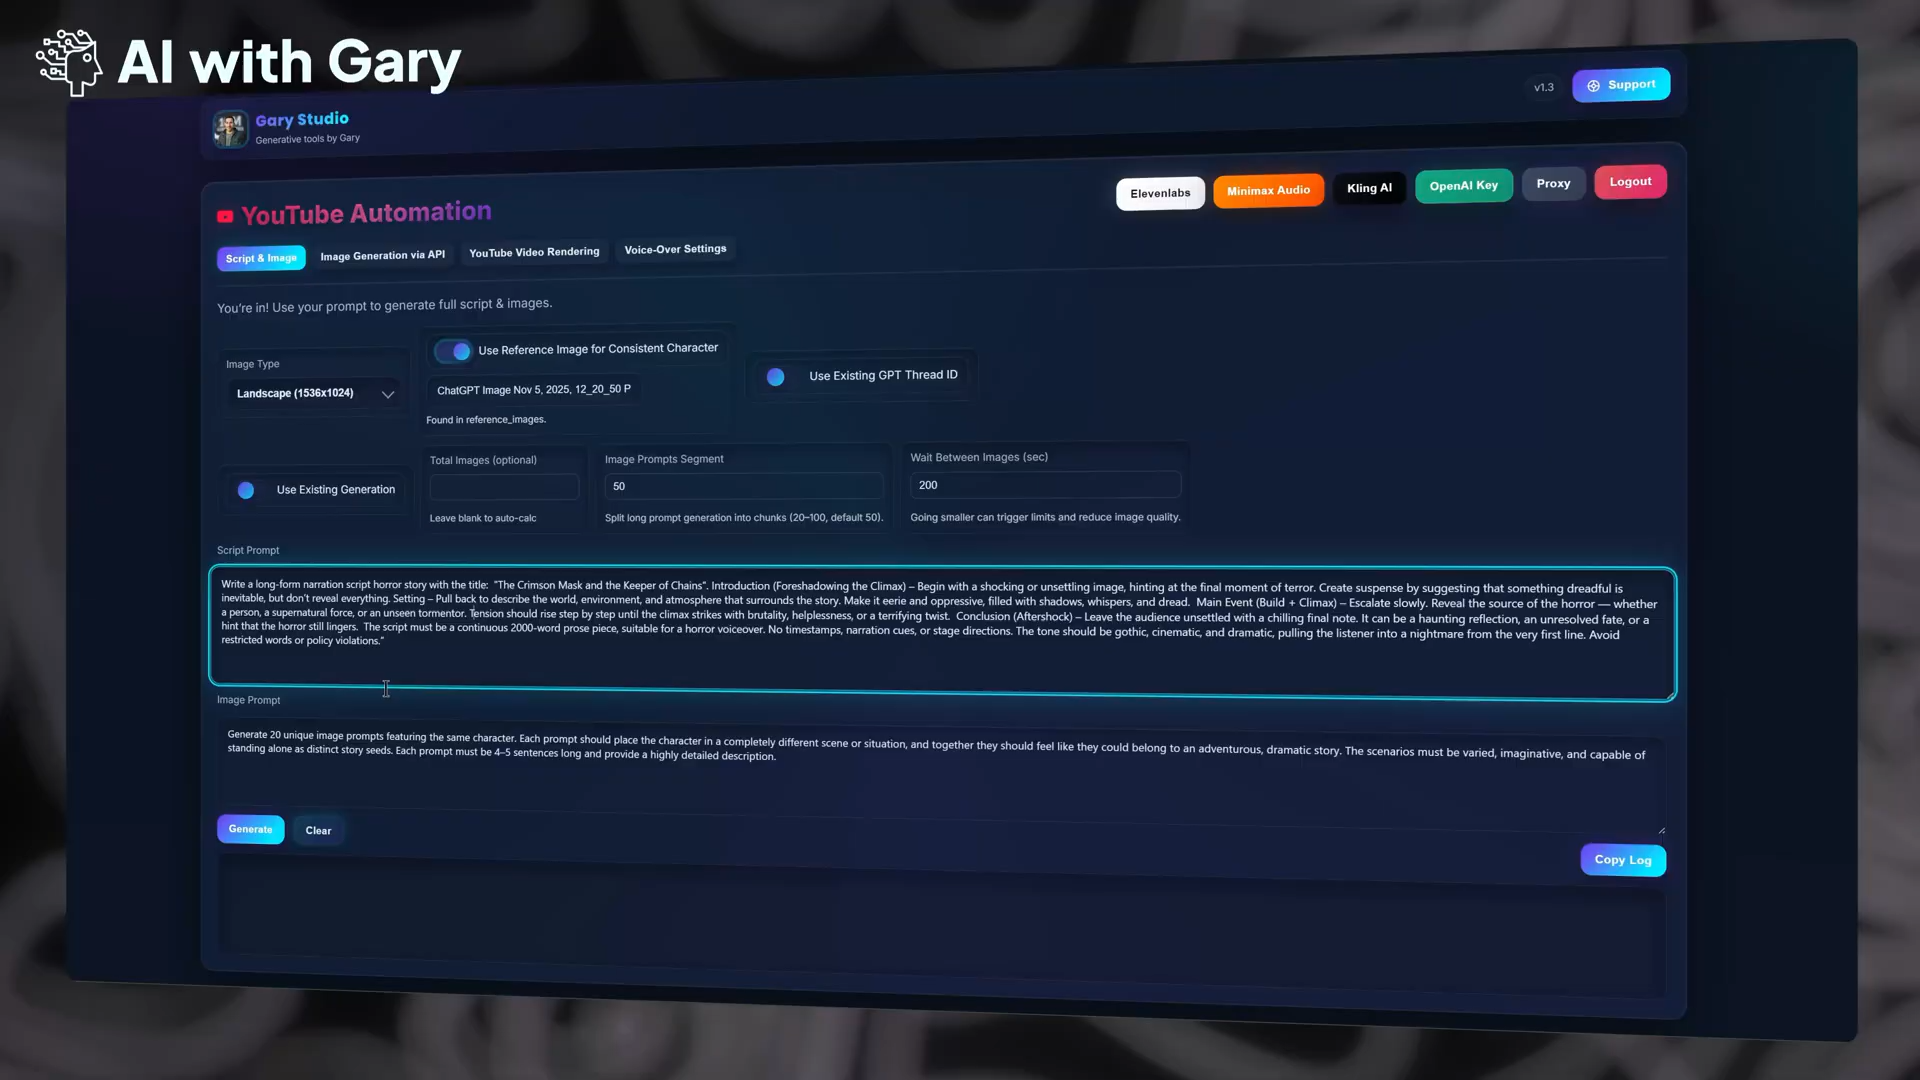 AI with Gary
Gary Studio
Generative tools by Gary
v1.3
Support
YouTube Automation
Elevenlabs
Minimax Audio
Kling AI
OpenAI Key
Proxy
Logout
Script & Image
Image Generation via API
YouTube Video Rendering
Voice-Over Settings
You're in! Use your prompt to generate full script & images.
Image Type
Landscape (1536x1024)
Use Reference Image for Consistent Character
ChatGPT Image Nov 5, 2025, 12_20_50 P
Found in reference_images.
Use Existing GPT Thread ID
Use Existing Generation
Total Images (optional)
Leave blank to auto-calc
Image Prompts Segment
50
Split long prompt generation into chunks (20–100, default 50).
Wait Between Images (sec)
200
Going smaller can trigger limits and reduce image quality.
Script Prompt
Write a long-form narration script horror story with the title:  "The Crimson Mask and the Keeper of Chains". Introduction (Foreshadowing the Climax) – Begin with a shocking or unsettling image, hinting at the final moment of terror. Create suspense by suggesting that something dreadful is
inevitable, but don't reveal everything. Setting – Pull back to describe the world, environment, and atmosphere that surrounds the story. Make it eerie and oppressive, filled with shadows, whispers, and dread.  Main Event (Build + Climax) – Escalate slowly. Reveal the source of the horror — whether
a person, a supernatural force, or an unseen tormentor. Tension should rise step by step until the climax strikes with brutality, helplessness, or a terrifying twist.  Conclusion (Aftershock) – Leave the audience unsettled with a chilling final note. It can be a haunting reflection, an unresolved fate, or a
hint that the horror still lingers.  The script must be a continuous 2000-word prose piece, suitable for a horror voiceover. No timestamps, narration cues, or stage directions. The tone should be gothic, cinematic, and dramatic, pulling the listener into a nightmare from the very first line. Avoid
restricted words or policy violations."
Image Prompt
Generate 20 unique image prompts featuring the same character. Each prompt should place the character in a completely different scene or situation, and together they should feel like they could belong to an adventurous, dramatic story. The scenarios must be varied, imaginative, and capable of
standing alone as distinct story seeds. Each prompt must be 4–5 sentences long and provide a highly detailed description.
Generate
Clear
Copy Log